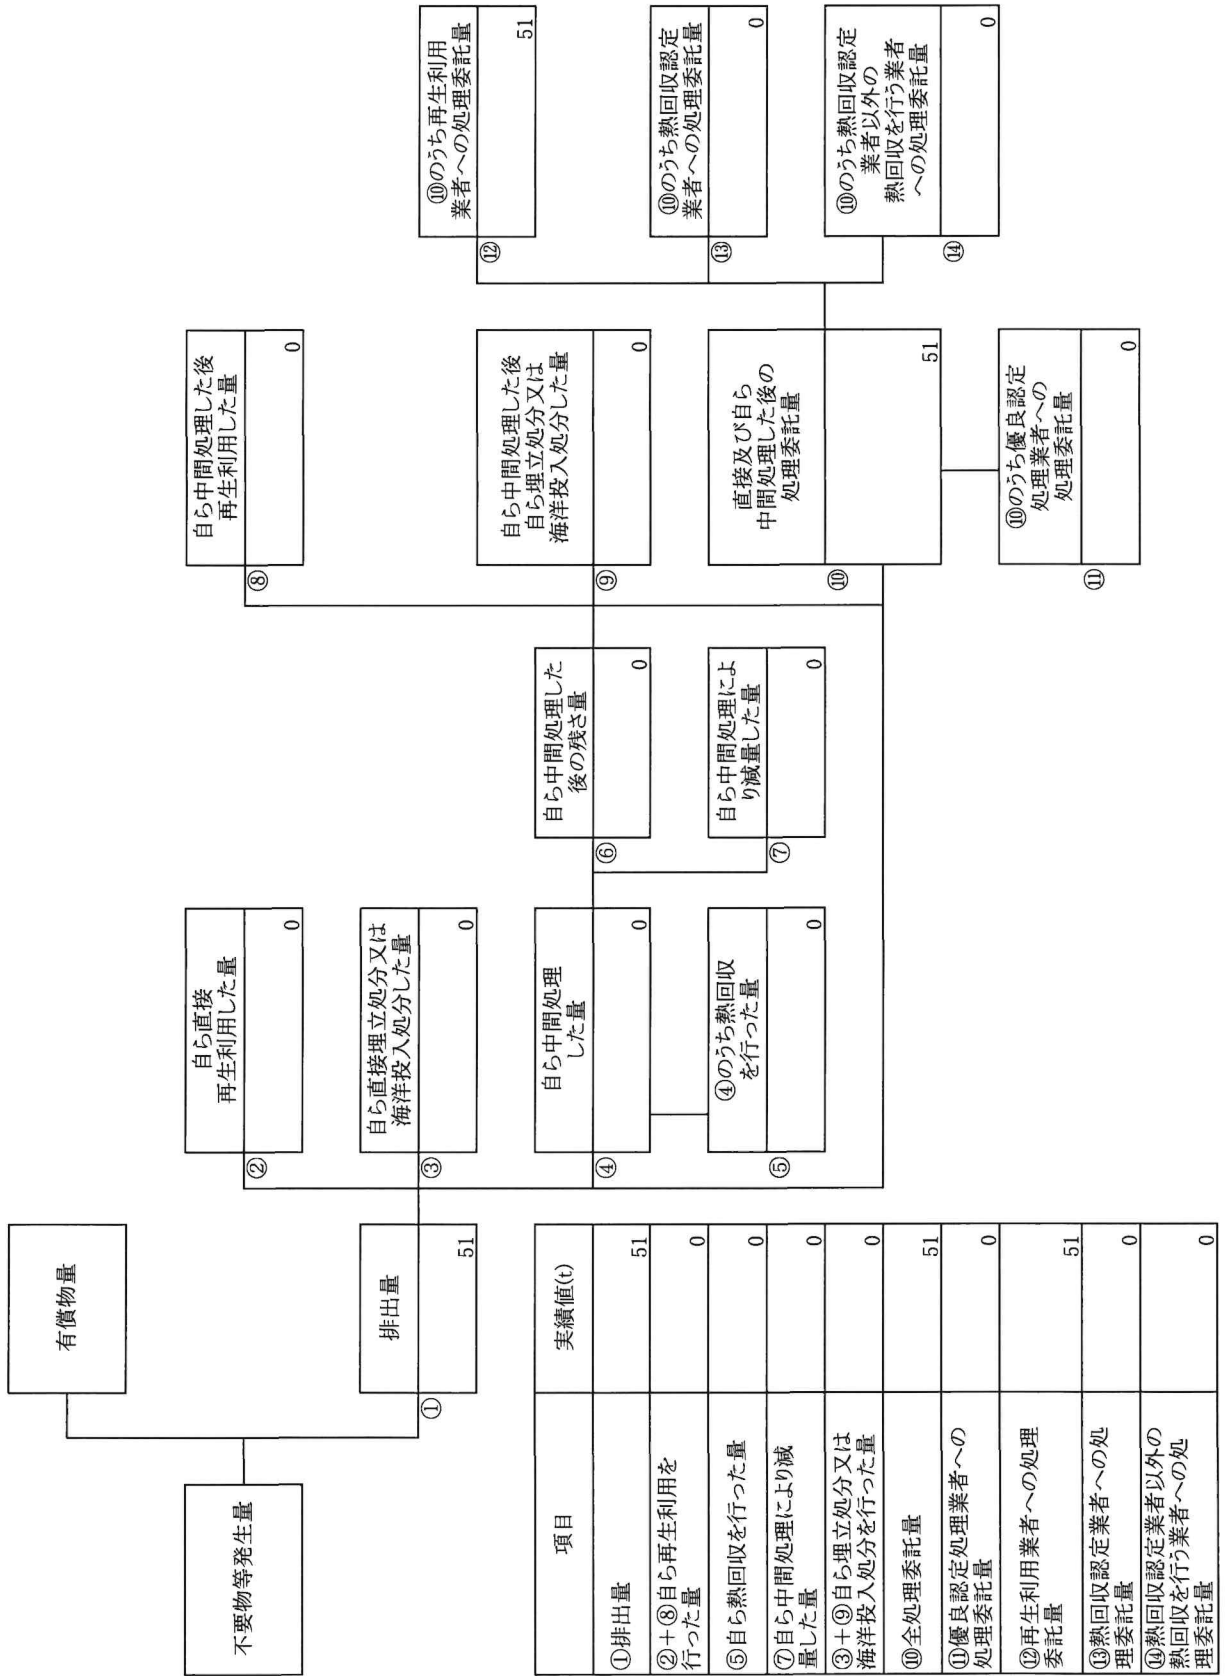 不要物等発生量
有償物量
①
排出量
51
②
自ら直接
再生利用した量
0
③
自ら直接埋立処分又は
海洋投入処分した量
0
④
自ら中間処理
した量
0
⑤
④のうち熱回収
を行った量
0
⑥
自ら中間処理した
後の残さ量
0
⑦
自ら中間処理によ
り減量した量
0
⑧
自ら中間処理した後
再生利用した量
0
⑨
自ら中間処理した後
自ら埋立処分又は
海洋投入処分した量
0
⑩
直接及び自ら
中間処理した後の
処理委託量
51
⑪
⑩のうち優良認定
処理業者への
処理委託量
0
⑫
⑩のうち再生利用
業者への処理委託量
51
⑬
⑩のうち熱回収認定
業者への処理委託量
0
⑭
⑩のうち熱回収認定
業者以外の
熱回収を行う業者
への処理委託量
0
項目
実績値(t)
①排出量
51
②+⑧自ら再生利用を
行った量
0
⑤自ら熱回収を行った量
0
⑦自ら中間処理により減
量した量
0
③+⑨自ら埋立処分又は
海洋投入処分を行った量
0
⑩全処理委託量
51
⑪優良認定処理業者への
処理委託量
0
⑫再生利用業者への処理
委託量
51
⑬熱回収認定業者への処
理委託量
0
⑭熱回収認定業者以外の
熱回収を行う業者への処
理委託量
0